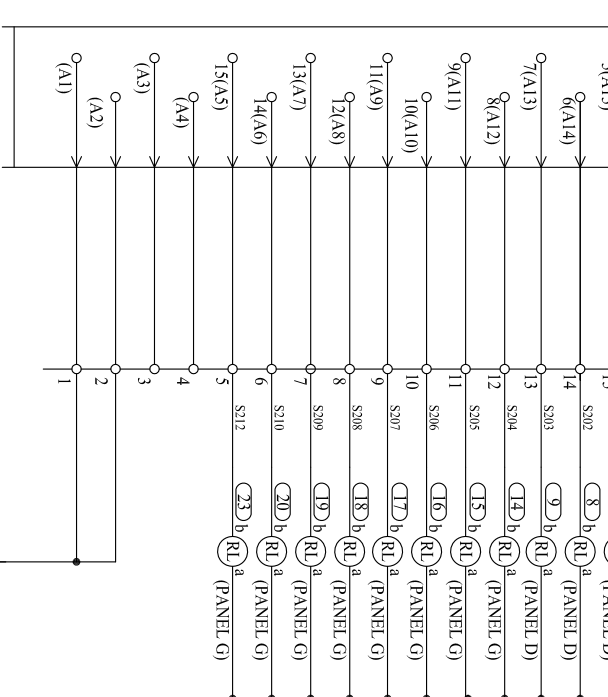 (A1)
(A2)
(A3)
(A4)
15(A5)
14(A6)
13(A7)
12(A8)
11(A9)
10(A10)
9(A11)
8(A12)
7(A13)
6(A14)
1
2
3
4
5
6
7
8
9
10
11
12
13
14
S212
S210
S209
S208
S207
S206
S205
S204
S203
S202
23 b RL a (PANEL G)
20 b RL a (PANEL G)
19 b RL a (PANEL G)
18 b RL a (PANEL G)
17 b RL a (PANEL G)
16 b RL a (PANEL G)
15 b RL a (PANEL G)
14 b RL a (PANEL G)
9 b RL a (PANEL D)
8 b RL a (PANEL D)